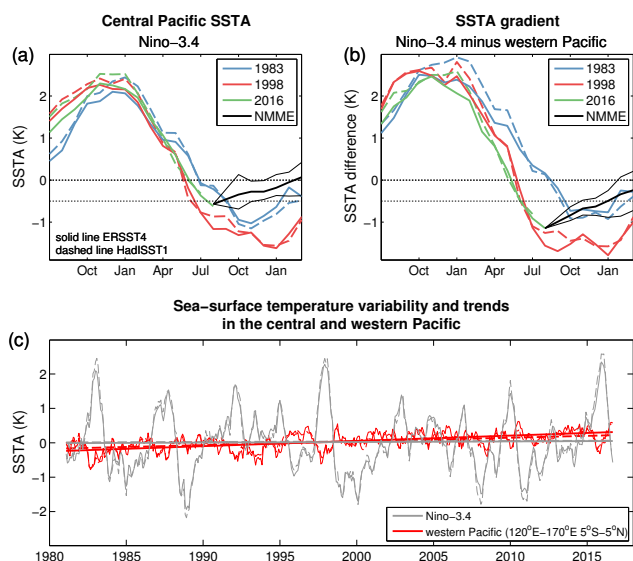 Central Pacific SSTA
SSTA gradient
(a)
Nino-3.4
(b)
Nino-3.4 minus western Pacific
SSTA (K)
2
1
0
−1
1983
1998
2016
NMME
solid line ERSST4
dashed line HadISST1
Oct Jan Apr Jul Oct Jan
SSTA difference (K)
2
1
0
−1
1983
1998
2016
NMME
Oct Jan Apr Jul Oct Jan
Sea−surface temperature variability and trends
in the central and western Pacific
(c)
SSTA (K)
2
1
0
−1
−2
Nino−3.4
western Pacific (120°E−170°E 5°S−5°N)
1980 1985 1990 1995 2000 2005 2010 2015